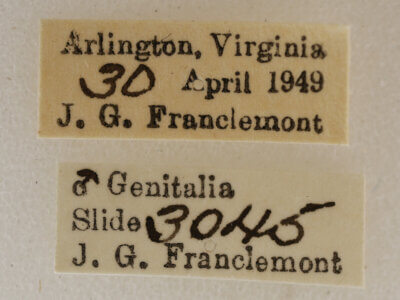 Arlington, Virginia
30 April 1949
J. G. Franclemont
♂ Genitalia
Slide 3045
J. G. Franclemont